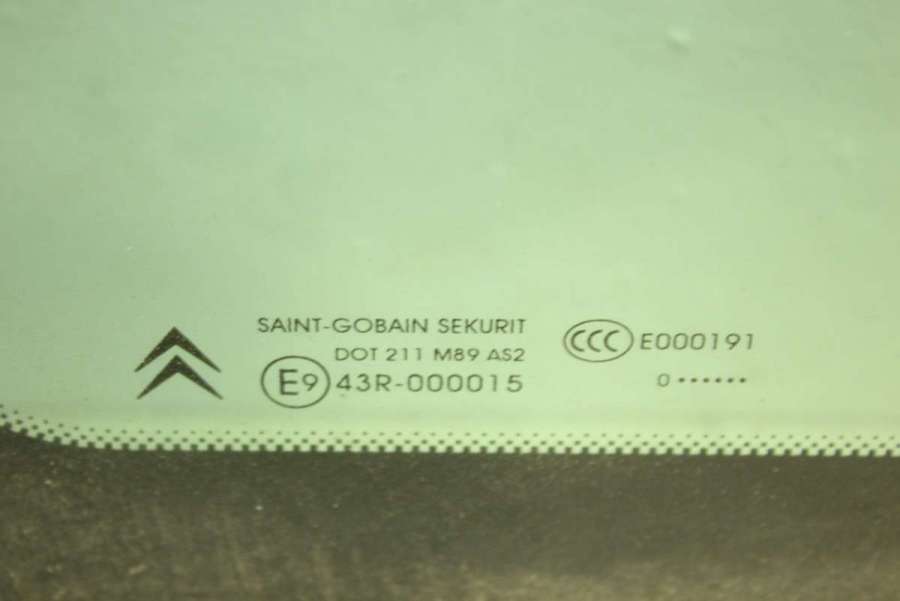 SAINT-GOBAIN SEKURIT
DOT 211 M89 AS2
E9 43R-000015
CCC E000191
0 ••••••